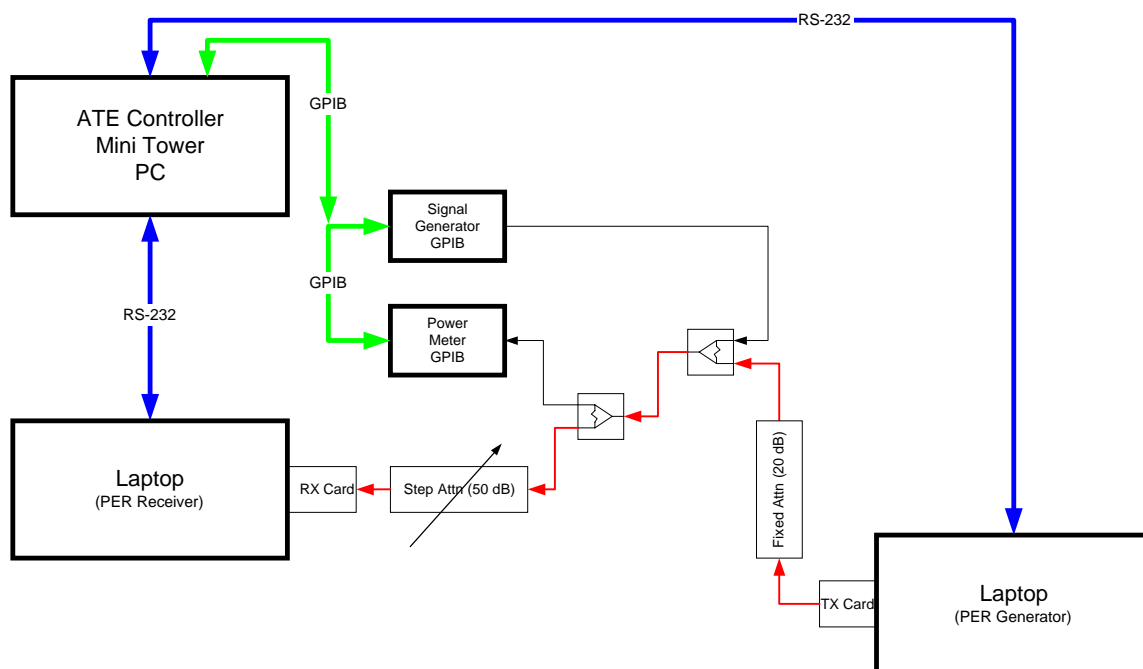 RS-232
ATE Controller
Mini Tower
PC
GPIB
Signal
Generator
GPIB
GPIB
RS-232
Power
Meter
GPIB
Laptop
(PER Receiver)
RX Card
Step Attn (50 dB)
Fixed Attn (20 dB)
TX Card
Laptop
(PER Generator)